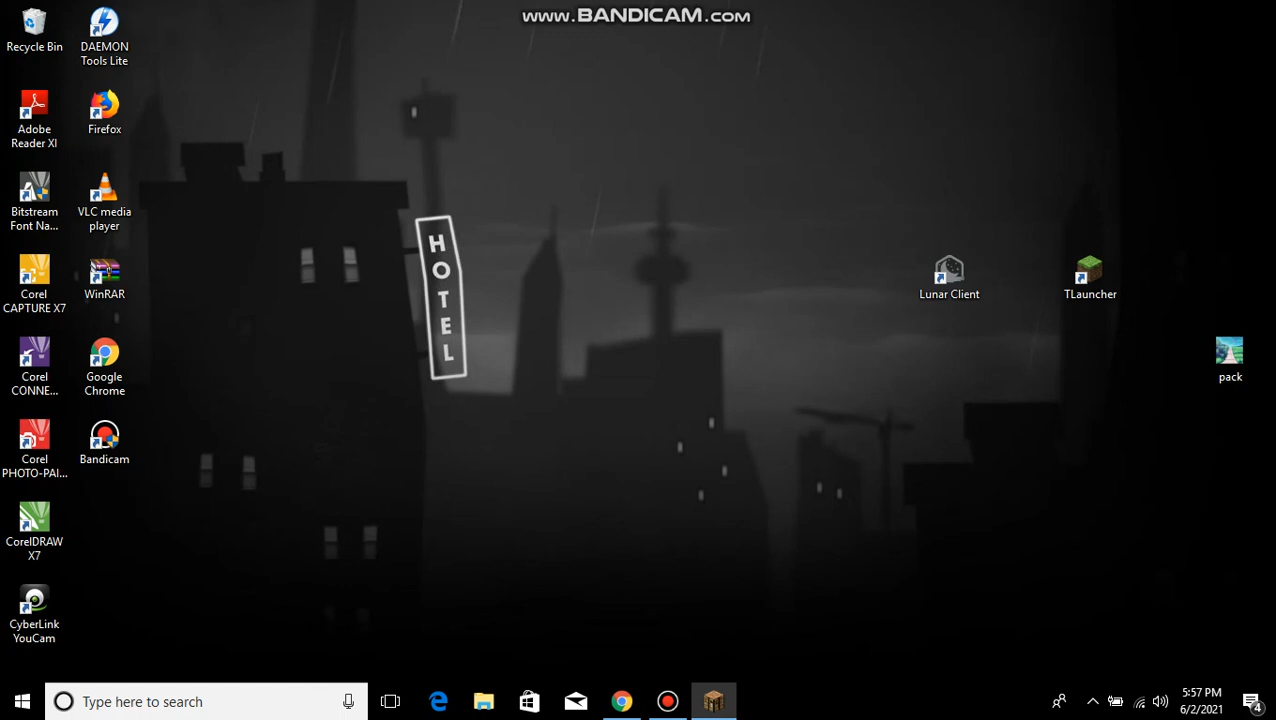 www.BANDICAM.com
Recycle Bin
DAEMON
Tools Lite
Adobe
Reader XI
Firefox
Bitstream
Font Na...
VLC media
player
Corel
CAPTURE X7
WinRAR
Corel
CONNE...
Google
Chrome
Corel
PHOTO-PAI...
Bandicam
CorelDRAW
X7
CyberLink
YouCam
HOTEL
Lunar Client
TLauncher
pack
Type here to search
5:57 PM
6/2/2021
4